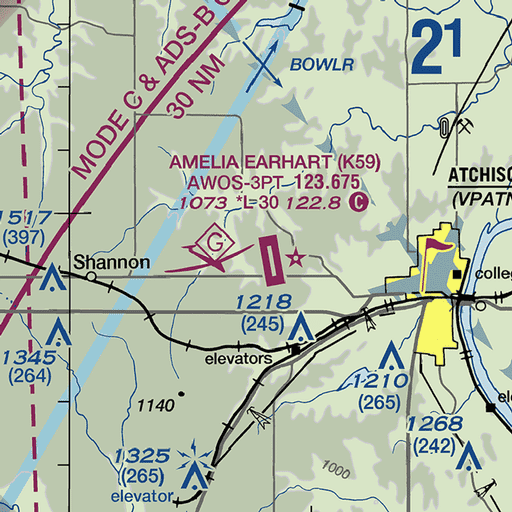 MODE C & ADS-B
30 NM
BOWLR
2¹
AMELIA EARHART (K59)
AWOS-3PT 123.675
1073 *L 30 122.8 C
ATCHISO
(VPATN
1517
(397)
G
Shannon
college
1218
(245)
elevators
1345
(264)
1210
(265)
1140
1268
(242)
ele
1325
(265)
elevator
1000